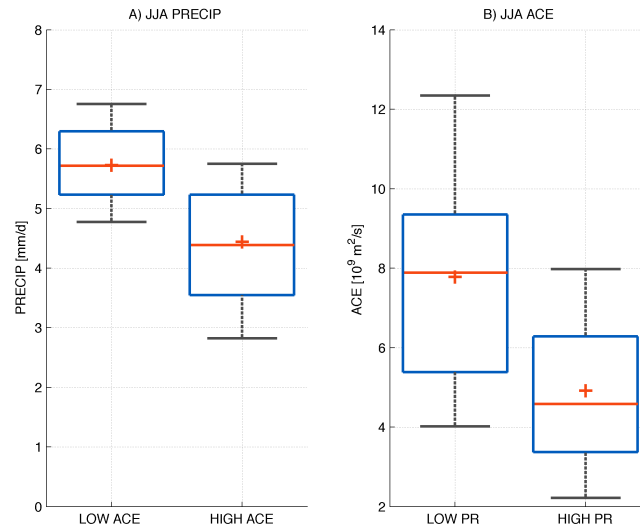 A) JJA PRECIP
PRECIP [mm/d]
8
7
6
5
4
3
2
1
0
LOW ACE HIGH ACE
B) JJA ACE
ACE [10⁹ m²/s]
14
12
10
8
6
4
2
LOW PR HIGH PR